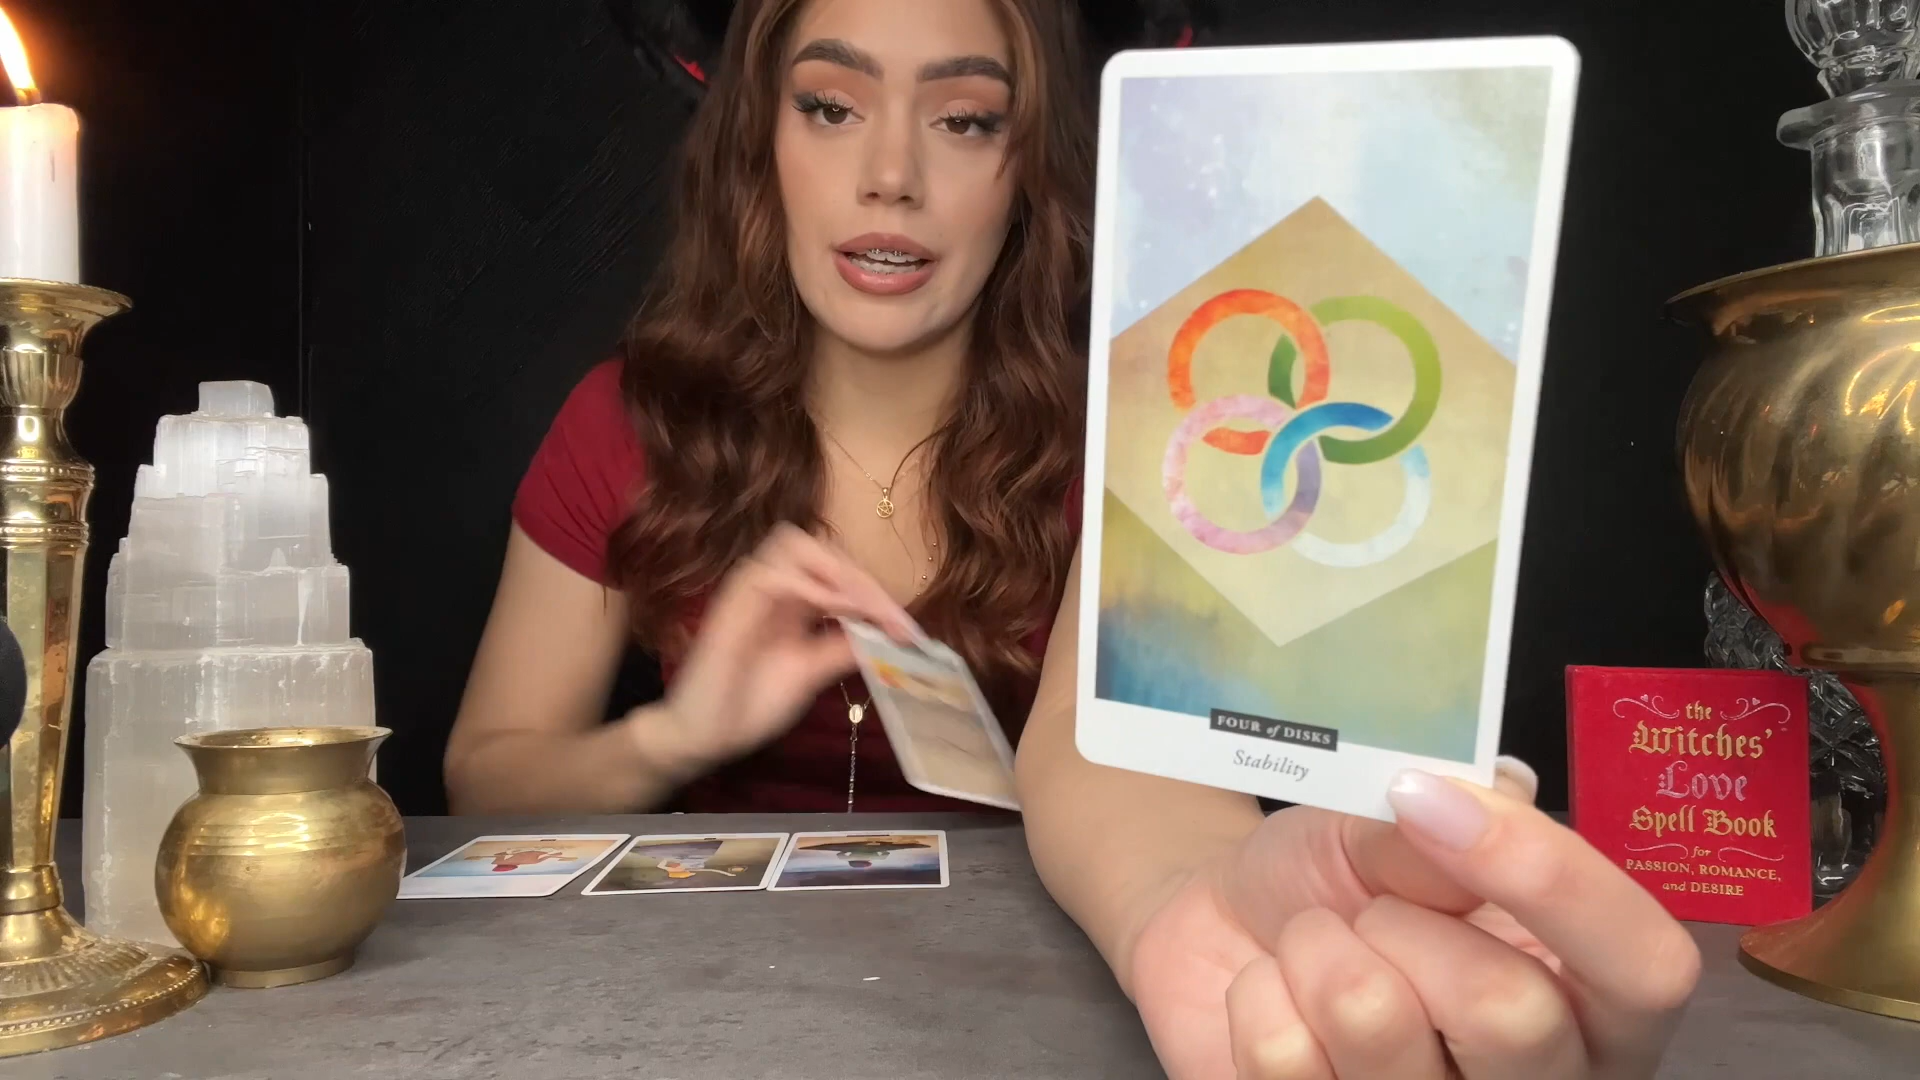 FOUR of DISKS
Stability
the
Witches'
Love
Spell Book
for
PASSION, ROMANCE,
and DESIRE